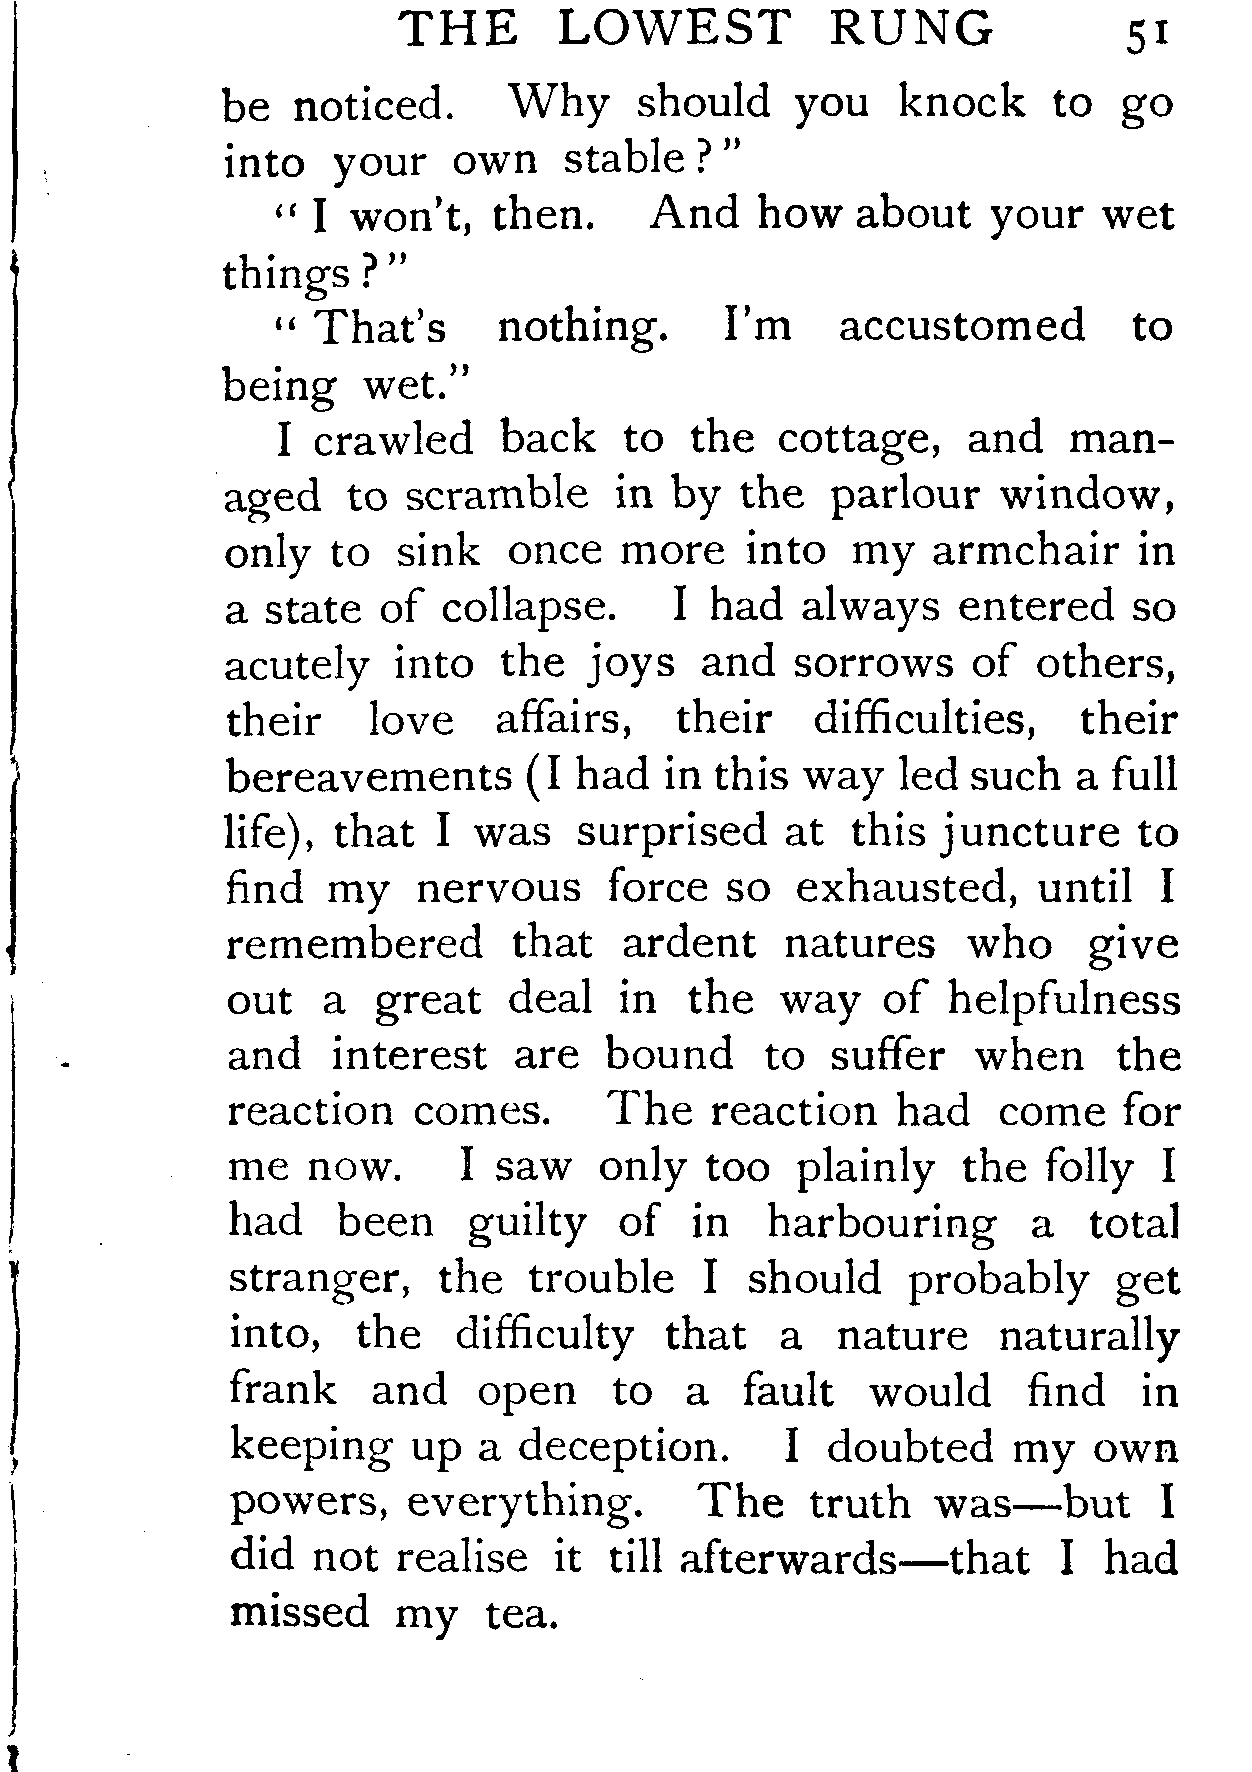 THE LOWEST RUNG 51
be noticed. Why should you knock to go
into your own stable?"
"I won't, then. And how about your wet
things?"
"That's nothing. I'm accustomed to
being wet."
I crawled back to the cottage, and man-
aged to scramble in by the parlour window,
only to sink once more into my armchair in
a state of collapse. I had always entered so
acutely into the joys and sorrows of others,
their love affairs, their difficulties, their
bereavements (I had in this way led such a full
life), that I was surprised at this juncture to
find my nervous force so exhausted, until I
remembered that ardent natures who give
out a great deal in the way of helpfulness
and interest are bound to suffer when the
reaction comes. The reaction had come for
me now. I saw only too plainly the folly I
had been guilty of in harbouring a total
stranger, the trouble I should probably get
into, the difficulty that a nature naturally
frank and open to a fault would find in
keeping up a deception. I doubted my own
powers, everything. The truth was—but I
did not realise it till afterwards—that I had
missed my tea.